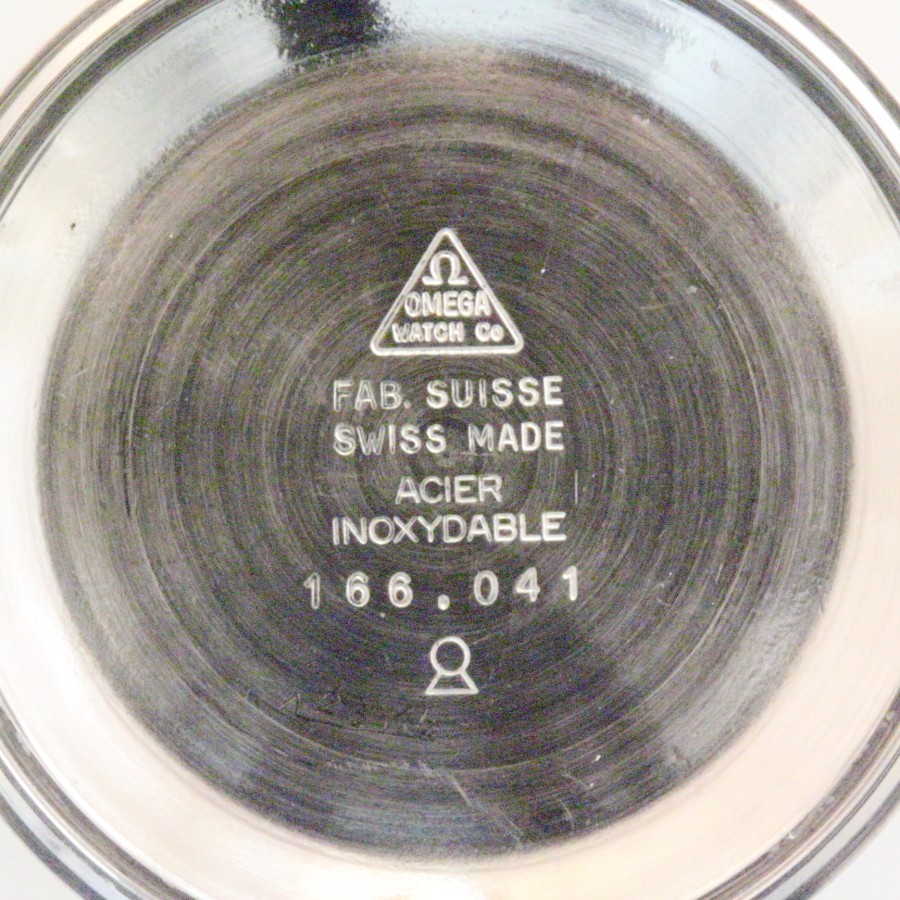 Ω
OMEGA
WATCH Co
FAB. SUISSE
SWISS MADE
ACIER
INOXYDABLE
166.041